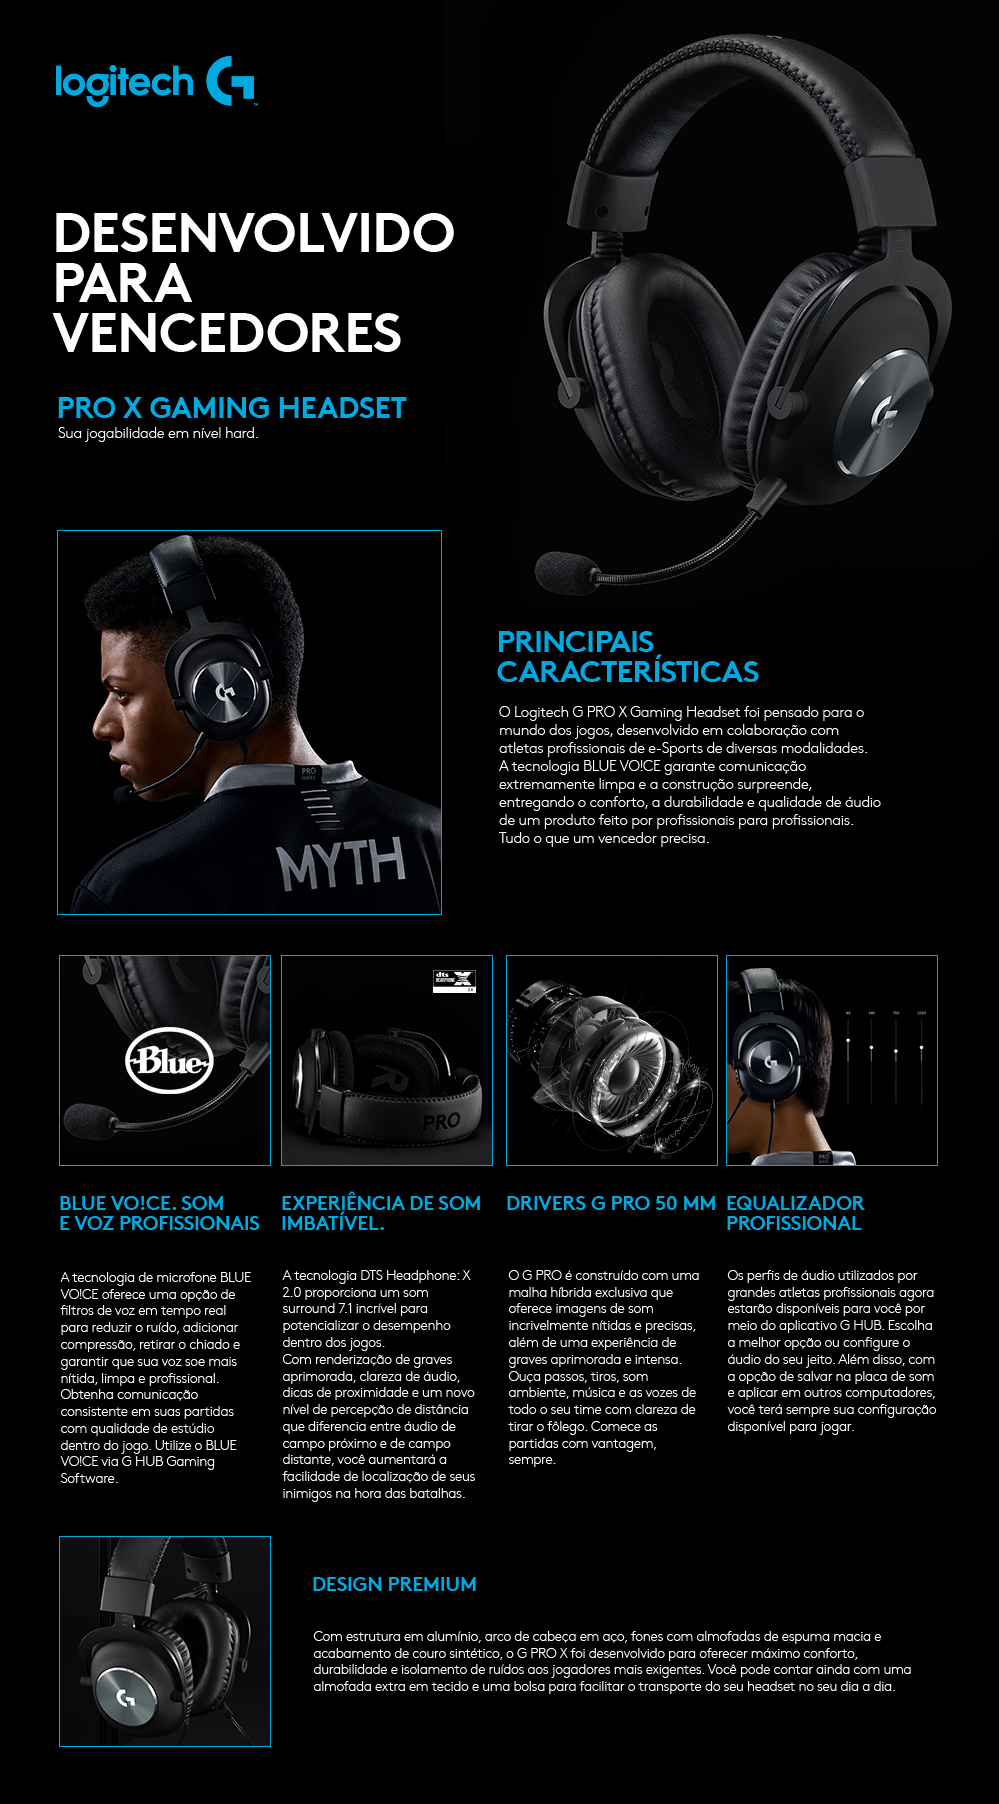 logitech G
DESENVOLVIDO
PARA
VENCEDORES
PRO X GAMING HEADSET
Sua jogabilidade em nível hard.
PRO
SERIES
MYTH
PRINCIPAIS
CARACTERÍSTICAS
O Logitech G PRO X Gaming Headset foi pensado para o
mundo dos jogos, desenvolvido em colaboração com
atletas profissionais de e-Sports de diversas modalidades.
A tecnologia BLUE VO!CE garante comunicação
extremamente limpa e a construção surpreende,
entregando o conforto, a durabilidade e qualidade de áudio
de um produto feito por profissionais para profissionais.
Tudo o que um vencedor precisa.
Blue
BLUE VO!CE. SOM
E VOZ PROFISSIONAIS
A tecnologia de microfone BLUE
VO!CE oferece uma opção de
filtros de voz em tempo real
para reduzir o ruído, adicionar
compressão, retirar o chiado e
garantir que sua voz soe mais
nítida, limpa e profissional.
Obtenha comunicação
consistente em suas partidas
com qualidade de estúdio
dentro do jogo. Utilize o BLUE
VO!CE via G HUB Gaming
Software.
dts
HEADPHONE X
2.0
R
PRO
EXPERIÊNCIA DE SOM
IMBATÍVEL.
A tecnologia DTS Headphone: X
2.0 proporciona um som
surround 7.1 incrível para
potencializar o desempenho
dentro dos jogos.
Com renderização de graves
aprimorada, clareza de áudio,
dicas de proximidade e um novo
nível de percepção de distância
que diferencia entre áudio de
campo próximo e de campo
distante, você aumentará a
facilidade de localização de seus
inimigos na hora das batalhas.
DRIVERS G PRO 50 MM
O G PRO é construído com uma
malha híbrida exclusiva que
oferece imagens de som
incrivelmente nítidas e precisas,
além de uma experiência de
graves aprimorada e intensa.
Ouça passos, tiros, som
ambiente, música e as vozes de
todo o seu time com clareza de
tirar o fôlego. Comece as
partidas com vantagem,
sempre.
PRO
EQUALIZADOR
PROFISSIONAL
Os perfis de áudio utilizados por
grandes atletas profissionais agora
estarão disponíveis para você por
meio do aplicativo G HUB. Escolha
a melhor opção ou configure o
áudio do seu jeito. Além disso, com
a opção de salvar na placa de som
e aplicar em outros computadores,
você terá sempre sua configuração
disponível para jogar.
DESIGN PREMIUM
Com estrutura em alumínio, arco de cabeça em aço, fones com almofadas de espuma macia e
acabamento de couro sintético, o G PRO X foi desenvolvido para oferecer máximo conforto,
durabilidade e isolamento de ruídos aos jogadores mais exigentes. Você pode contar ainda com uma
almofada extra em tecido e uma bolsa para facilitar o transporte do seu headset no seu dia a dia.